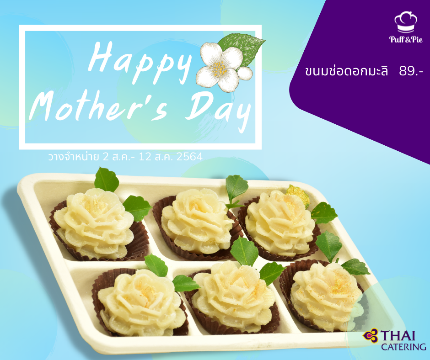 Puff & Pie
ขนมช่อดอกมะลิ 89.-
Happy
Mother's Day
วางจำหน่าย 2 ส.ค.- 12 ส.ค. 2564
THAI
CATERING